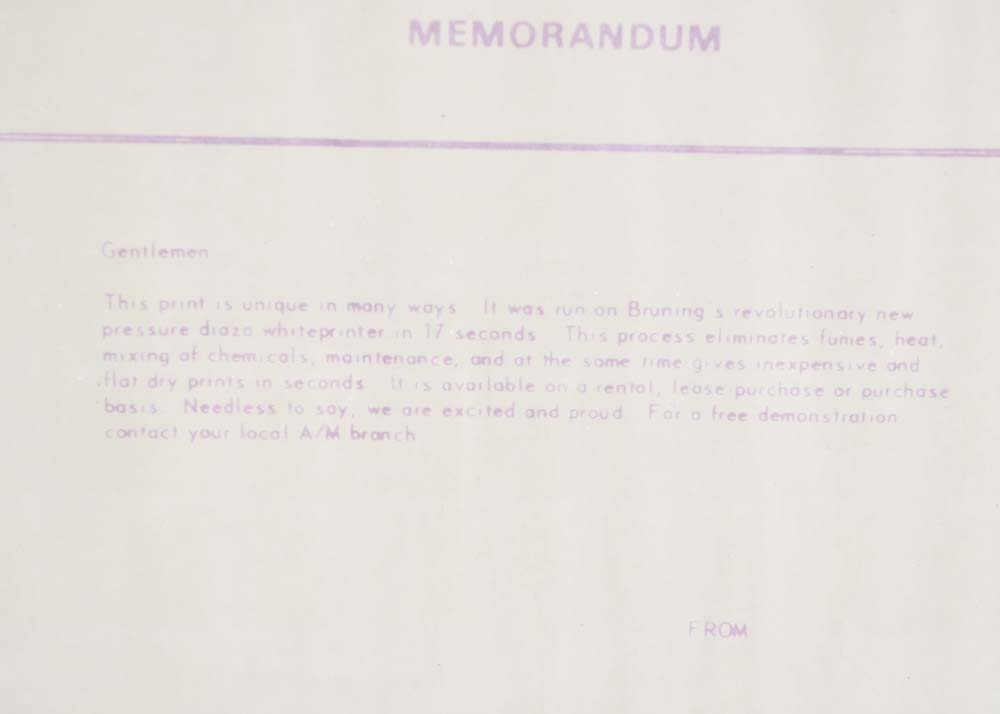 MEMORANDUM
Gentlemen
This print is unique in many ways It was run on Bruning s revolutionary new
pressure diazo whiteprinter in 17 seconds This process eliminates fumes, heat,
mixing of chemicals, maintenance, and at the same time gives inexpensive and
flat dry prints in seconds It is available on a rental, lease purchase or purchase
basis Needless to say, we are excited and proud For a free demonstration
contact your local A/M branch
FROM